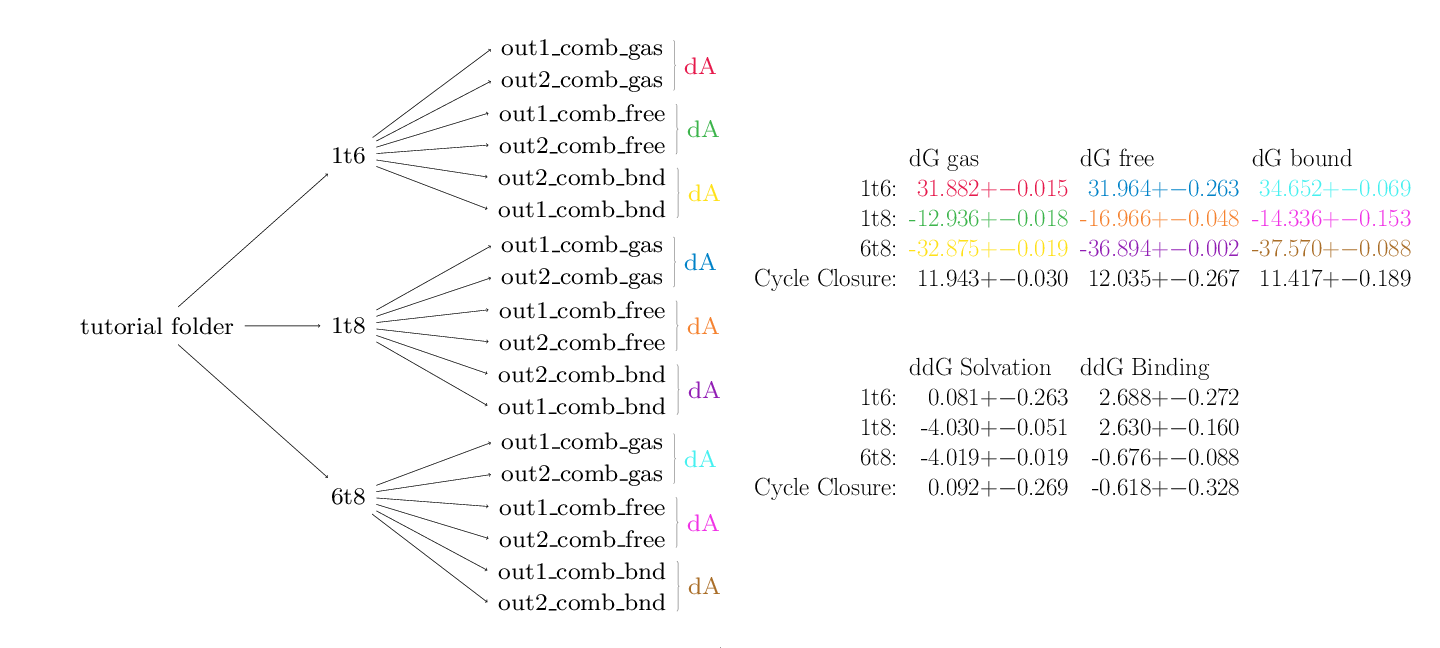 out1_comb_gas
out2_comb_gas
dA
out1_comb_free
out2_comb_free
dA
out2_comb_bnd
out1_comb_bnd
dA
1t6
out1_comb_gas
out2_comb_gas
dA
out1_comb_free
out2_comb_free
dA
out2_comb_bnd
out1_comb_bnd
dA
tutorial folder
1t8
out1_comb_gas
out2_comb_gas
dA
out1_comb_free
out2_comb_free
dA
out1_comb_bnd
out2_comb_bnd
dA
6t8
dG gas dG free dG bound
1t6: 31.882+−0.015 31.964+−0.263 34.652+−0.069
1t8: -12.936+−0.018 -16.966+−0.048 -14.336+−0.153
6t8: -32.875+−0.019 -36.894+−0.002 -37.570+−0.088
Cycle Closure: 11.943+−0.030 12.035+−0.267 11.417+−0.189
ddG Solvation ddG Binding
1t6: 0.081+−0.263 2.688+−0.272
1t8: -4.030+−0.051 2.630+−0.160
6t8: -4.019+−0.019 -0.676+−0.088
Cycle Closure: 0.092+−0.269 -0.618+−0.328